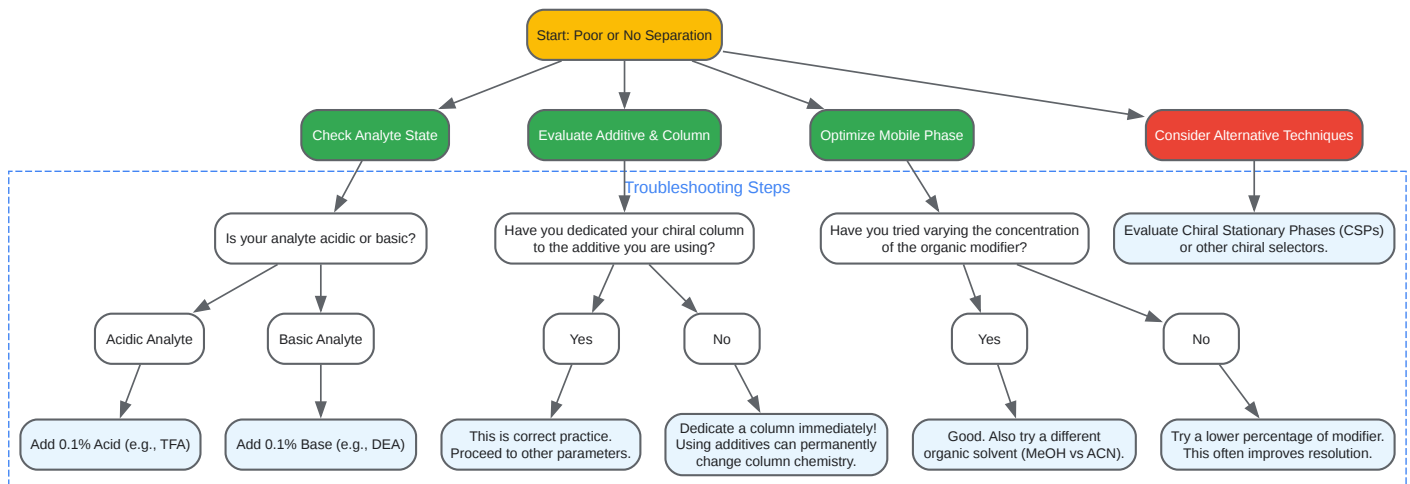 Start: Poor or No Separation
Check Analyte State
Evaluate Additive & Column
Optimize Mobile Phase
Consider Alternative Techniques
Troubleshooting Steps
Is your analyte acidic or basic?
Have you dedicated your chiral column
to the additive you are using?
Have you tried varying the concentration
of the organic modifier?
Evaluate Chiral Stationary Phases (CSPs)
or other chiral selectors.
Acidic Analyte
Basic Analyte
Yes
No
Yes
No
Add 0.1% Acid (e.g., TFA)
Add 0.1% Base (e.g., DEA)
This is correct practice.
Proceed to other parameters.
Dedicate a column immediately!
Using additives can permanently
change column chemistry.
Good. Also try a different
organic solvent (MeOH vs ACN).
Try a lower percentage of modifier.
This often improves resolution.